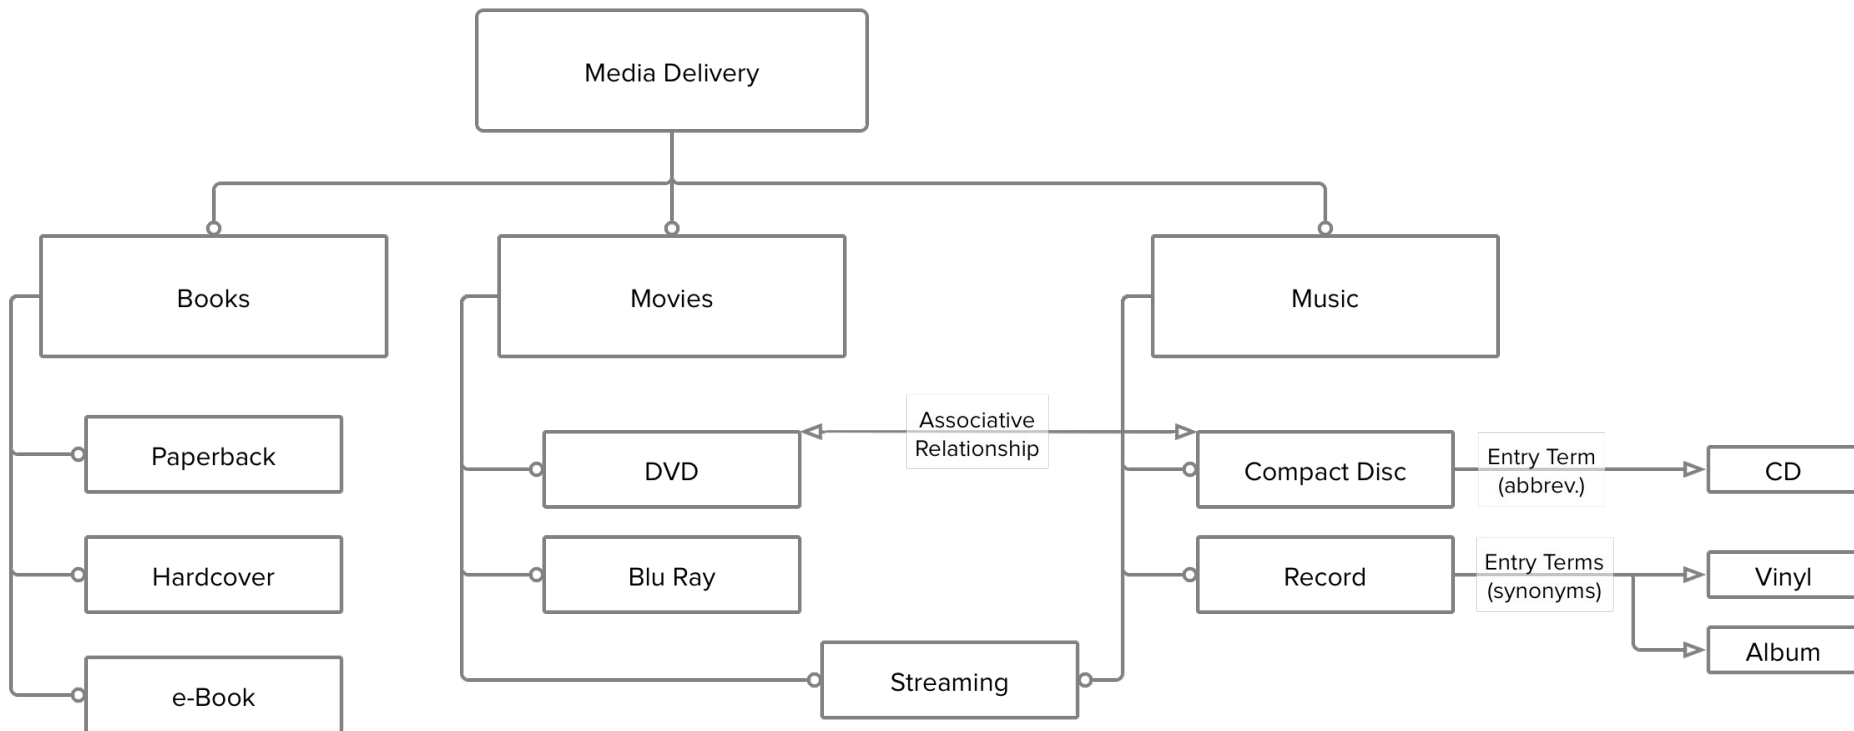 Media Delivery
Books
Movies
Music
Associative
Relationship
Paperback
DVD
Compact Disc
Entry Term
(abbrev.)
CD
Hardcover
Blu Ray
Record
Entry Terms
(synonyms)
Vinyl
Album
e-Book
Streaming